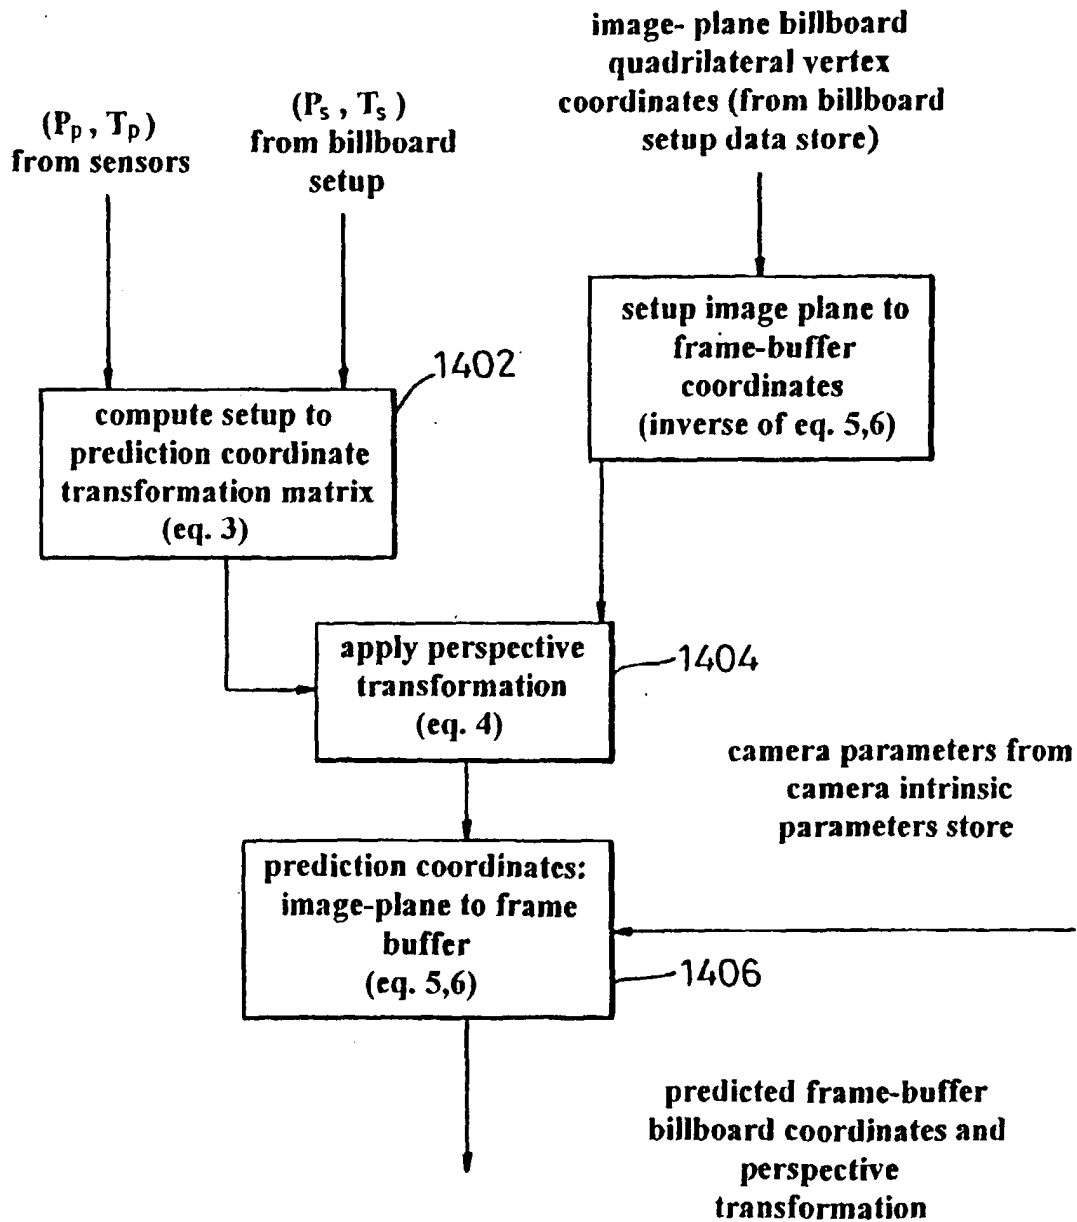 image- plane billboard
quadrilateral vertex
coordinates (from billboard
setup data store)
(Pp , Tp)
from sensors
(Ps , Ts)
from billboard
setup
setup image plane to
frame-buffer
coordinates
(inverse of eq. 5,6)
1402
compute setup to
prediction coordinate
transformation matrix
(eq. 3)
apply perspective
transformation
(eq. 4)
1404
camera parameters from
camera intrinsic
parameters store
prediction coordinates:
image-plane to frame
buffer
(eq. 5,6)
1406
predicted frame-buffer
billboard coordinates and
perspective
transformation